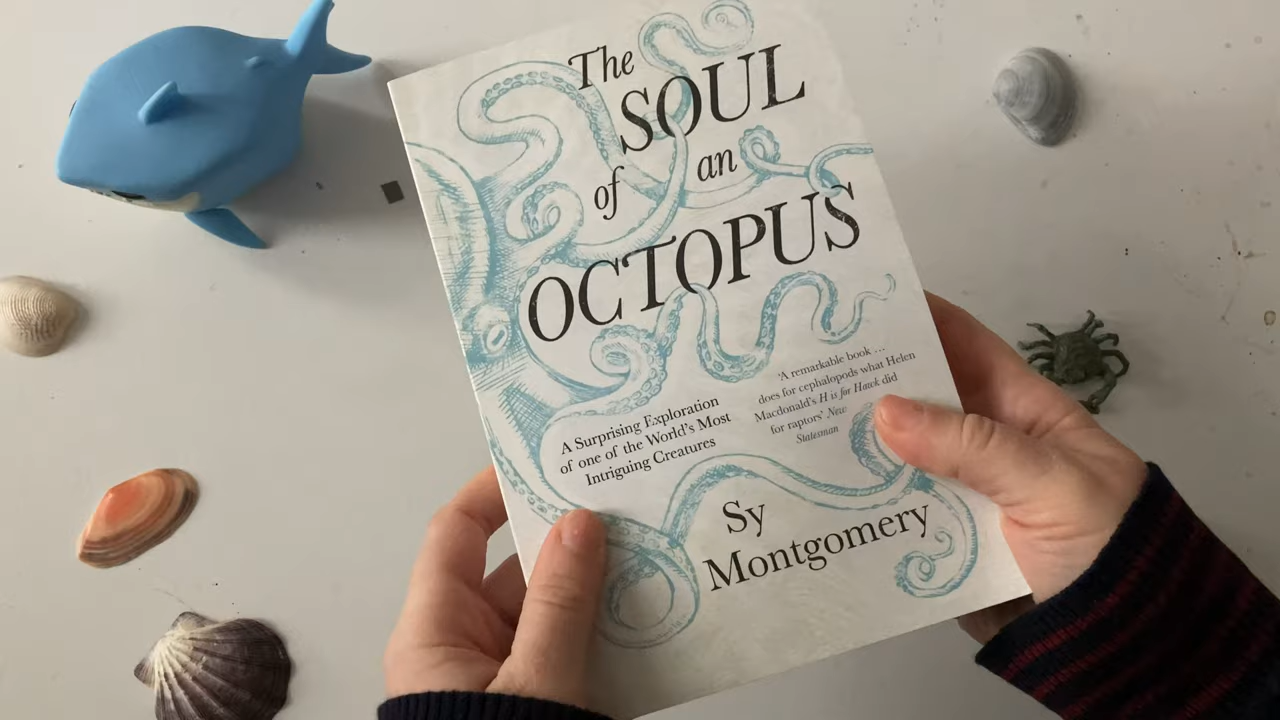 The
SOUL
of an
OCTOPUS
'A remarkable book ...
does for cephalopods what Helen
Macdonald's H is for Hawk did
for raptors' New
Statesman
A Surprising Exploration
of one of the World's Most
Intriguing Creatures
Sy
Montgomery